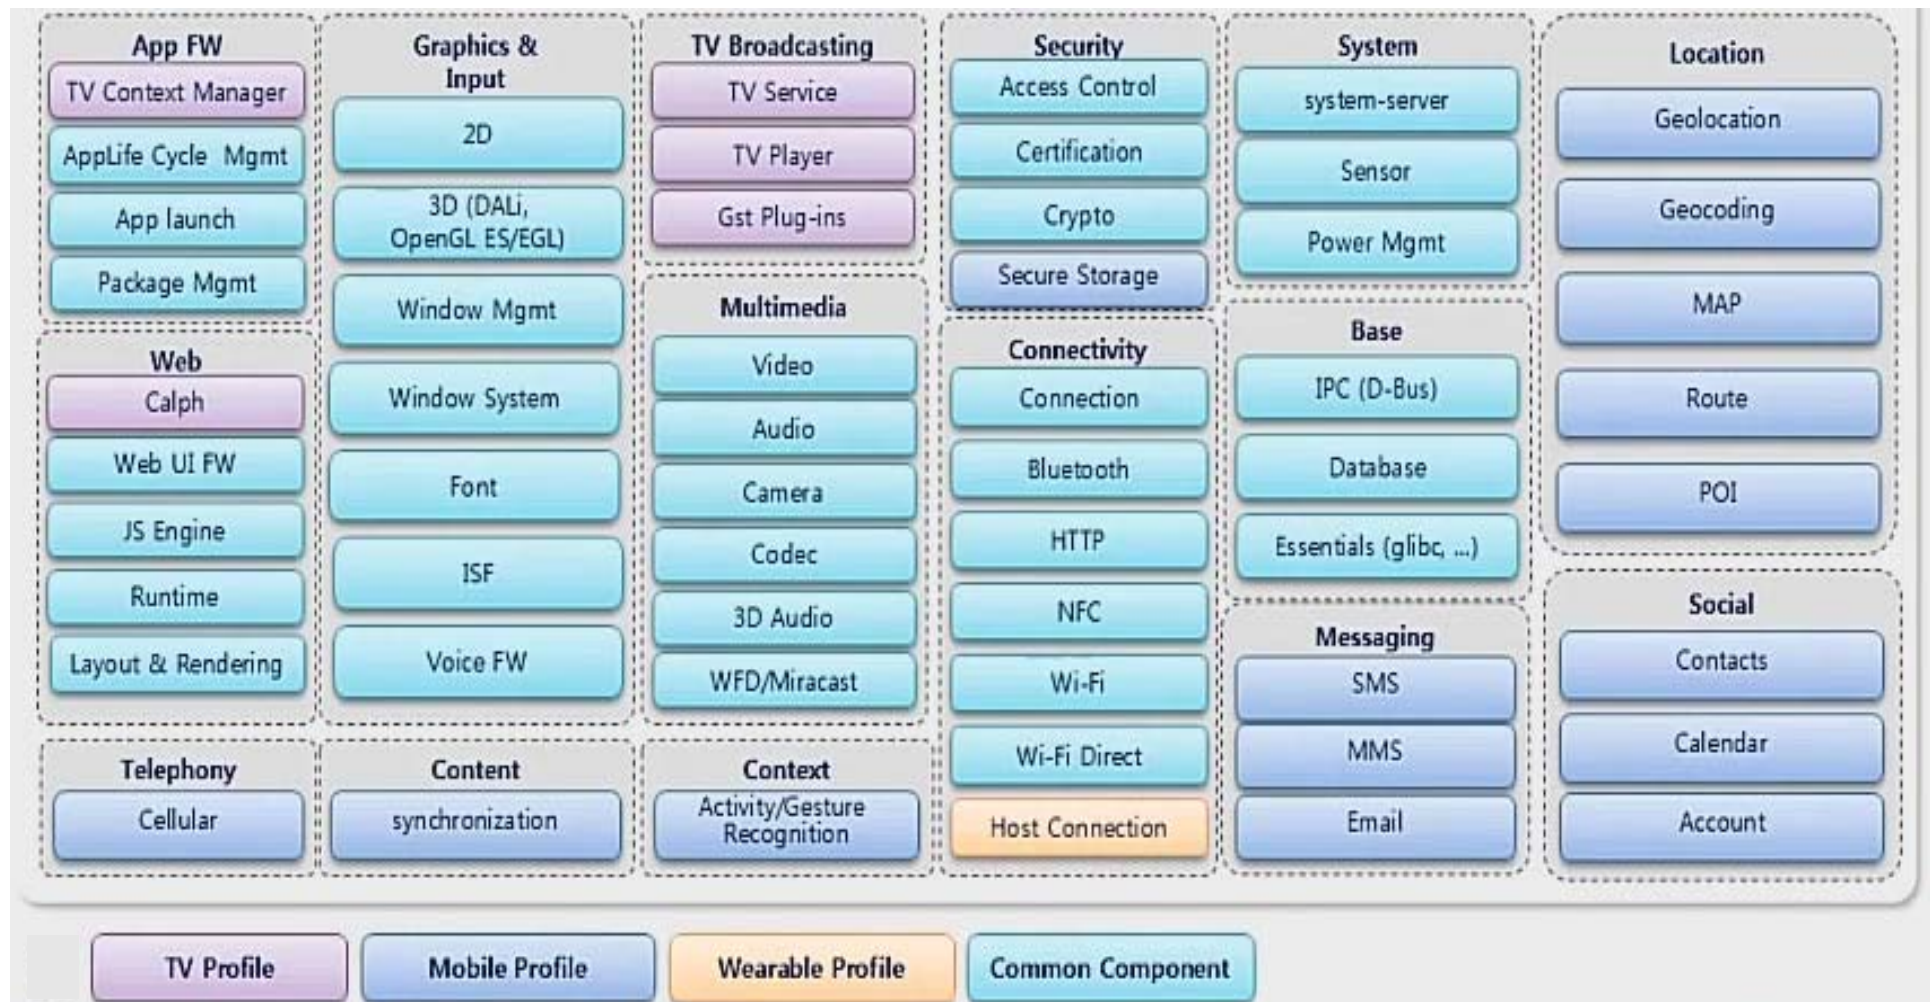 App FW
TV Context Manager
AppLife Cycle Mgmt
App launch
Package Mgmt
Web
Calph
Web UI FW
JS Engine
Runtime
Layout & Rendering
Telephony
Cellular
Graphics &
Input
2D
3D (DALi,
OpenGL ES/EGL)
Window Mgmt
Window System
Font
ISF
Voice FW
Content
synchronization
TV Broadcasting
TV Service
TV Player
Gst Plug-ins
Multimedia
Video
Audio
Camera
Codec
3D Audio
WFD/Miracast
Context
Activity/Gesture
Recognition
Security
Access Control
Certification
Crypto
Secure Storage
Connectivity
Connection
Bluetooth
HTTP
NFC
Wi-Fi
Wi-Fi Direct
Host Connection
System
system-server
Sensor
Power Mgmt
Base
IPC (D-Bus)
Database
Essentials (glibc, ...)
Messaging
SMS
MMS
Email
Location
Geolocation
Geocoding
MAP
Route
POI
Social
Contacts
Calendar
Account
TV Profile
Mobile Profile
Wearable Profile
Common Component